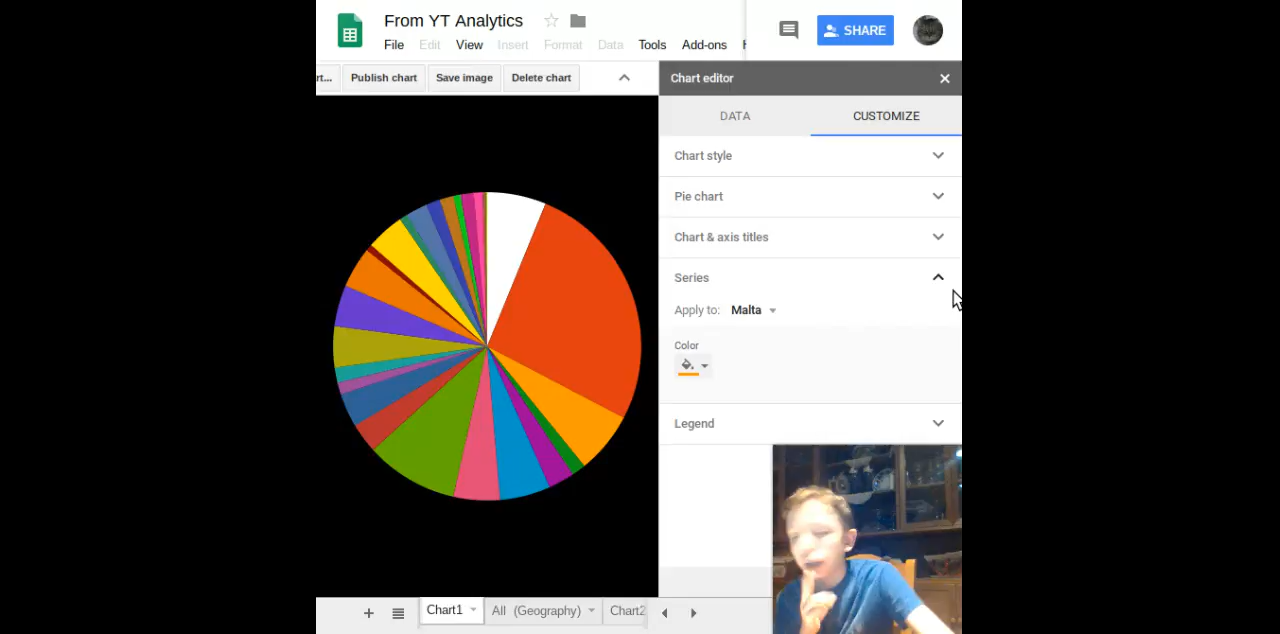 From YT Analytics
File Edit View Insert Format Data Tools Add-ons
SHARE
rt... Publish chart Save image Delete chart
Chart editor
DATA CUSTOMIZE
Chart style
Pie chart
Chart & axis titles
Series
Apply to: Malta
Color
Legend
Chart1 All (Geography) Chart2